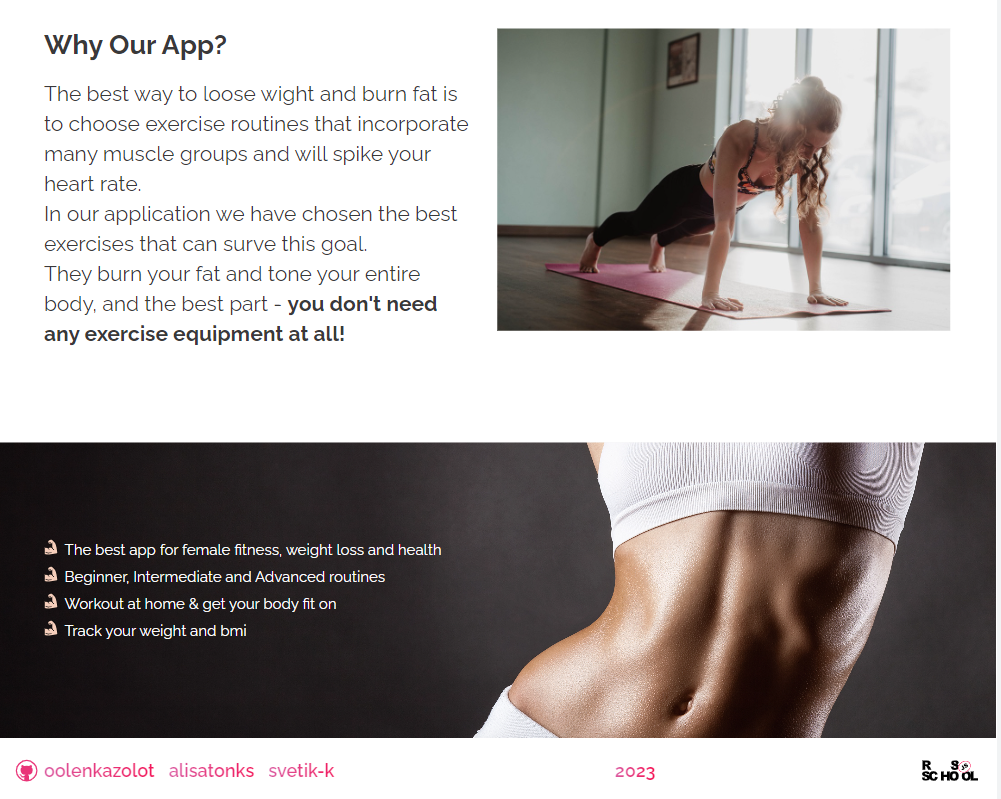 Why Our App?
The best way to loose wight and burn fat is
to choose exercise routines that incorporate
many muscle groups and will spike your
heart rate.
In our application we have chosen the best
exercises that can surve this goal.
They burn your fat and tone your entire
body, and the best part - you don't need
any exercise equipment at all!
The best app for female fitness, weight loss and health
Beginner, Intermediate and Advanced routines
Workout at home & get your body fit on
Track your weight and bmi
oolenkazolot alisatonks svetik-k 2023
RS
SCHOOL